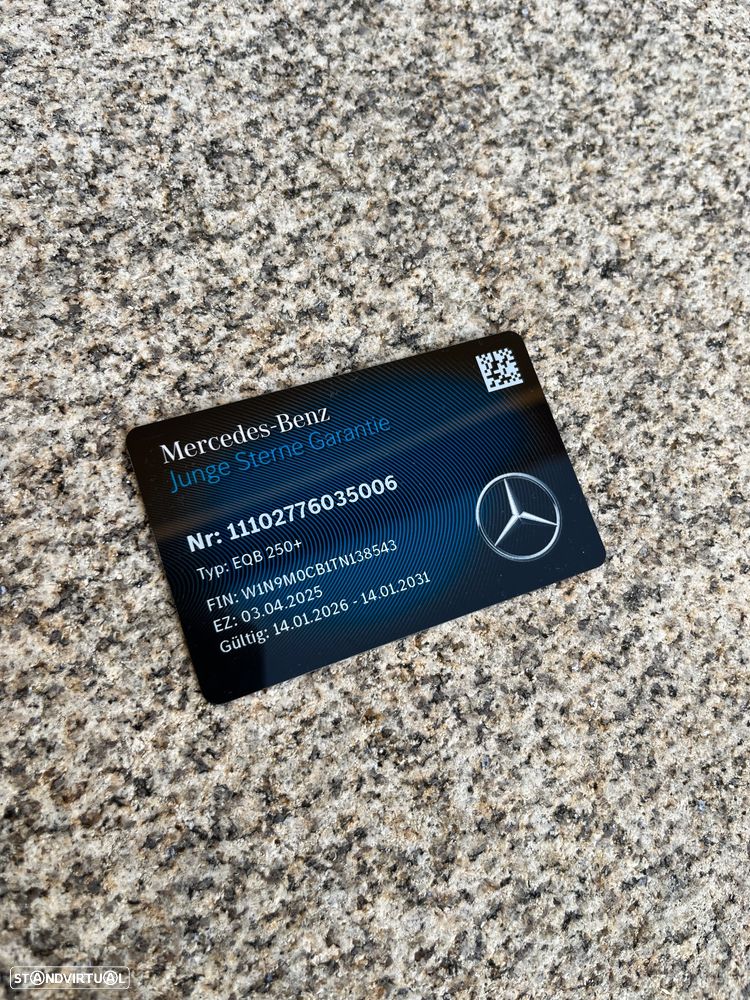 Mercedes-Benz
Junge Sterne Garantie
Nr: 11102776035006
Typ: EQB 250+
FIN: W1N9M0CB1TN138543
EZ: 03.04.2025
Gültig: 14.01.2026 - 14.01.2031
STANDVIRTUAL